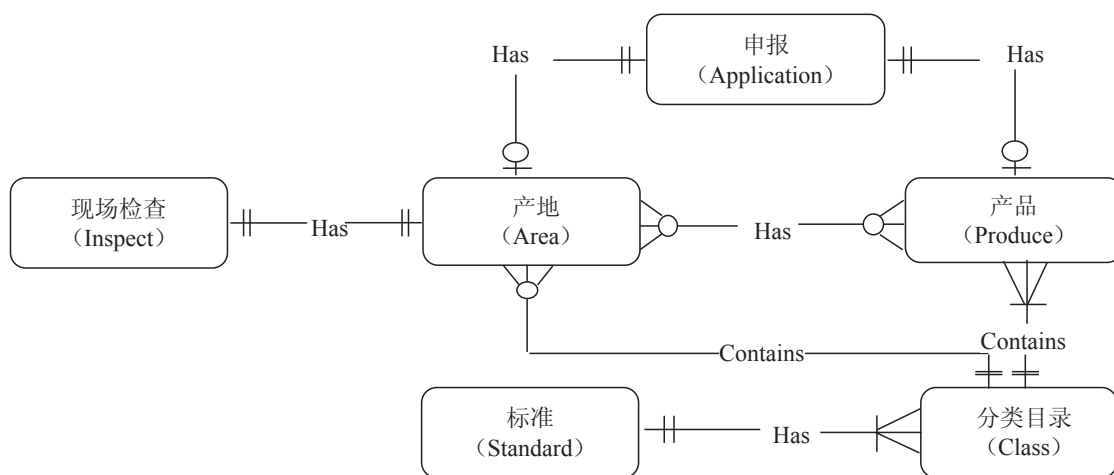 申报
（Application）
Has
Has
现场检查
（Inspect）
Has
产地
（Area）
Has
产品
（Produce）
Contains
Contains
标准
（Standard）
Has
分类目录
（Class）